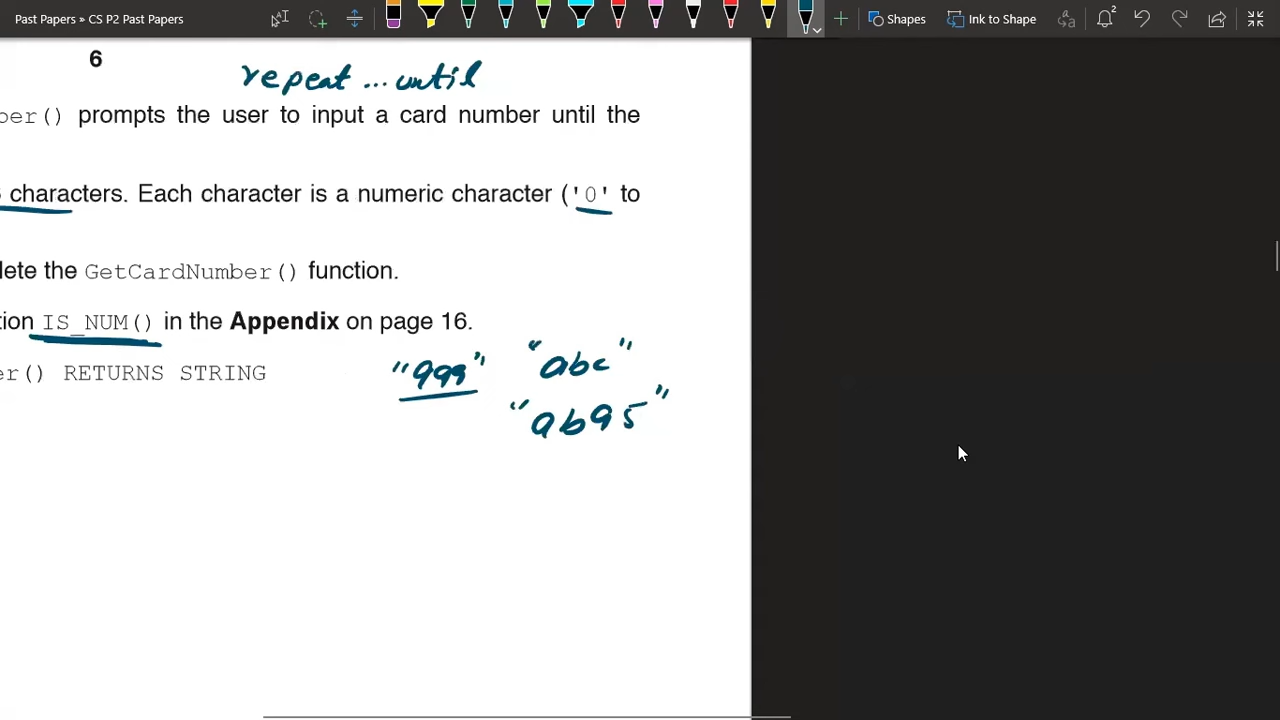 Past Papers » CS P2 Past Papers
Shapes
Ink to Shape
2
6
repeat ... until
ber() prompts the user to input a card number until the
characters. Each character is a numeric character ('0' to
lete the GetCardNumber() function.
tion IS_NUM() in the Appendix on page 16.
er() RETURNS STRING
"999" "abc"
"ab95"